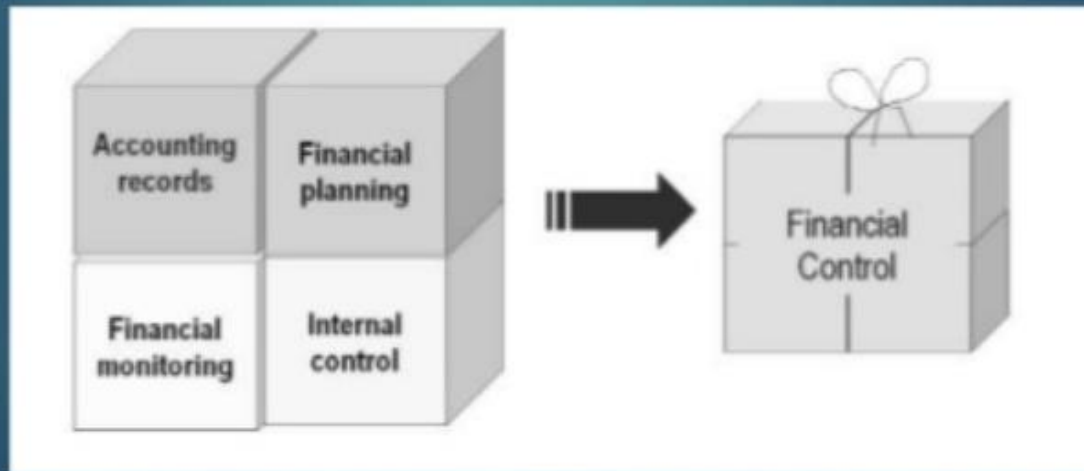 Accounting
records
Financial
planning
Financial
monitoring
Internal
control
Financial
Control